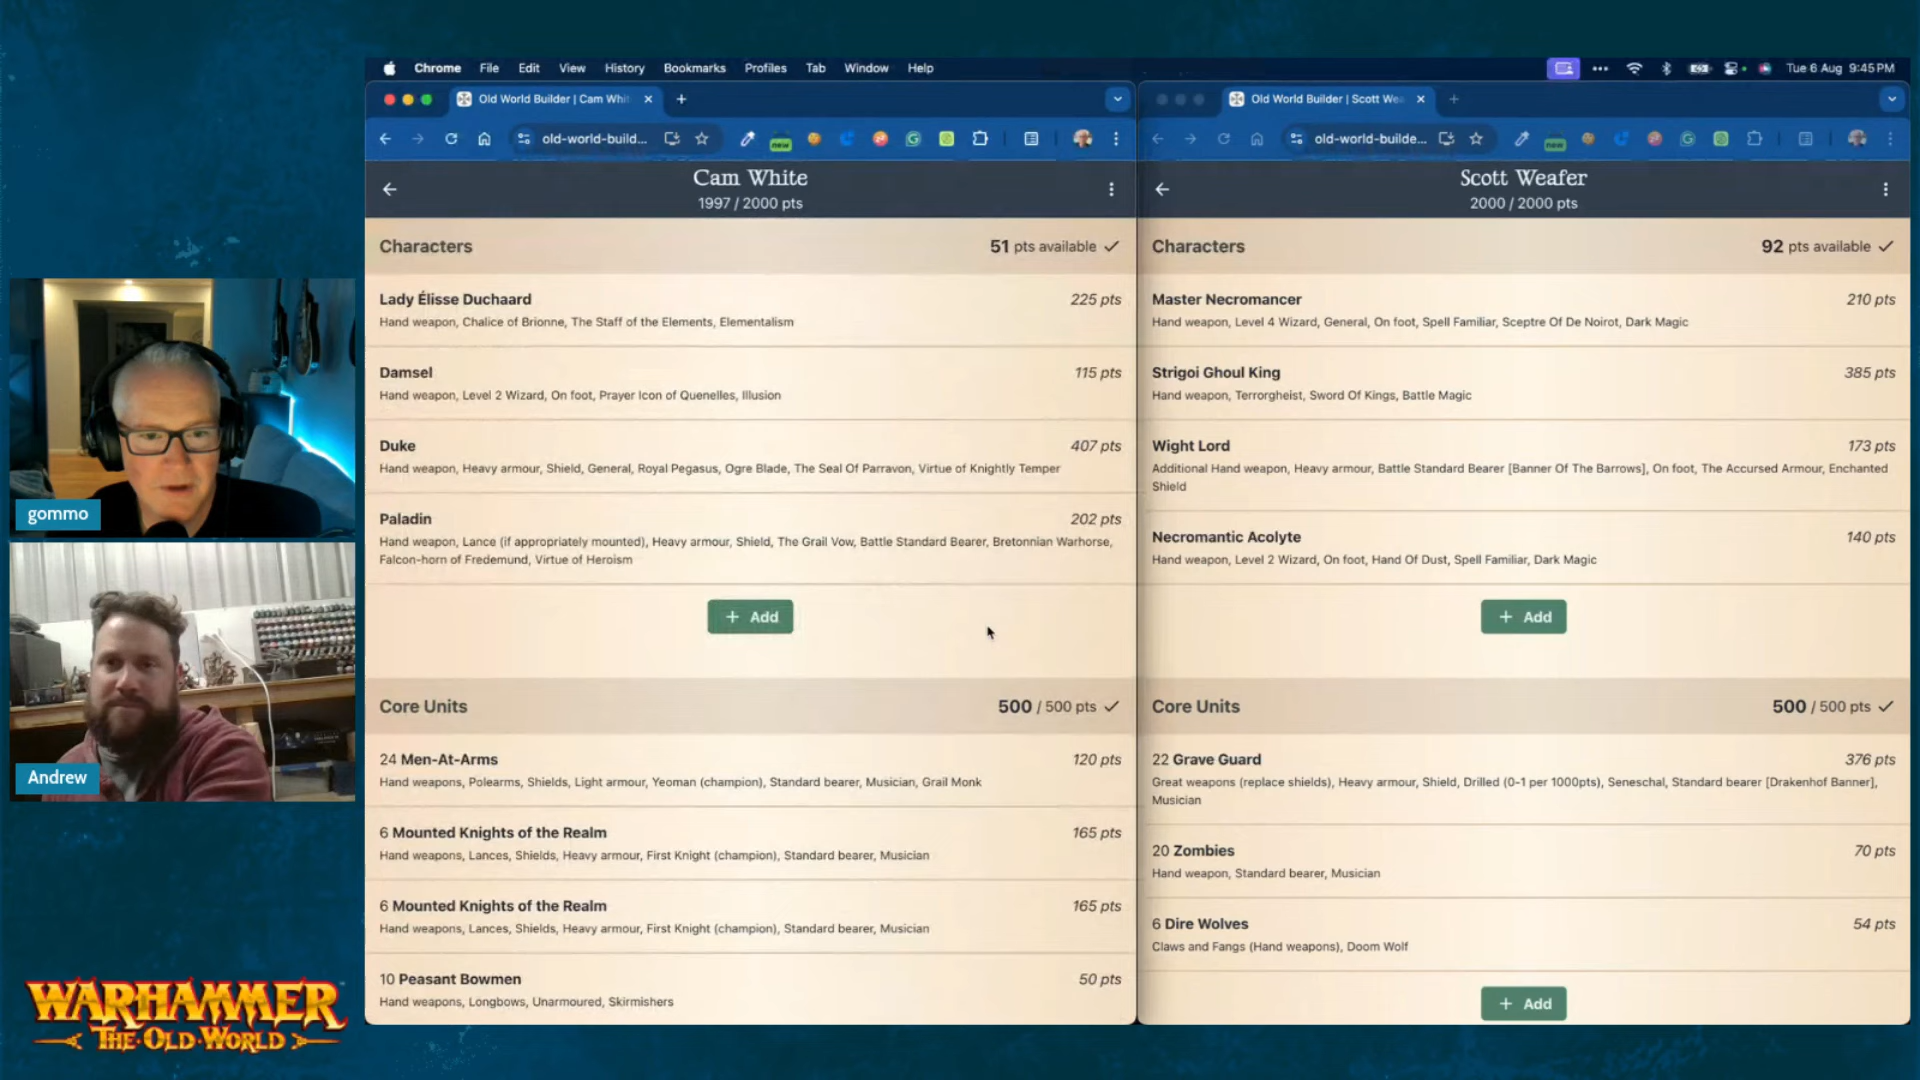 Chrome File Edit View History Bookmarks Profiles Tab Window Help
Tue 6 Aug 9:45 PM
Old World Builder | Cam Whi
Old World Builder | Scott Wea
old-world-build...
new
old-world-builde...
new
Cam White
1997 / 2000 pts
Characters 51 pts available
Lady Élisse Duchaard 225 pts
Hand weapon, Chalice of Brionne, The Staff of the Elements, Elementalism
Damsel 115 pts
Hand weapon, Level 2 Wizard, On foot, Prayer Icon of Quenelles, Illusion
Duke 407 pts
Hand weapon, Heavy armour, Shield, General, Royal Pegasus, Ogre Blade, The Seal Of Parravon, Virtue of Knightly Temper
Paladin 202 pts
Hand weapon, Lance (if appropriately mounted), Heavy armour, Shield, The Grail Vow, Battle Standard Bearer, Bretonnian Warhorse,
Falcon-horn of Fredemund, Virtue of Heroism
+ Add
Core Units 500 / 500 pts
24 Men-At-Arms 120 pts
Hand weapons, Polearms, Shields, Light armour, Yeoman (champion), Standard bearer, Musician, Grail Monk
6 Mounted Knights of the Realm 165 pts
Hand weapons, Lances, Shields, Heavy armour, First Knight (champion), Standard bearer, Musician
6 Mounted Knights of the Realm 165 pts
Hand weapons, Lances, Shields, Heavy armour, First Knight (champion), Standard bearer, Musician
10 Peasant Bowmen 50 pts
Hand weapons, Longbows, Unarmoured, Skirmishers
Scott Weafer
2000 / 2000 pts
Characters 92 pts available
Master Necromancer 210 pts
Hand weapon, Level 4 Wizard, General, On foot, Spell Familiar, Sceptre Of De Noirot, Dark Magic
Strigoi Ghoul King 385 pts
Hand weapon, Terrorgheist, Sword Of Kings, Battle Magic
Wight Lord 173 pts
Additional Hand weapon, Heavy armour, Battle Standard Bearer [Banner Of The Barrows], On foot, The Accursed Armour, Enchanted
Shield
Necromantic Acolyte 140 pts
Hand weapon, Level 2 Wizard, On foot, Hand Of Dust, Spell Familiar, Dark Magic
+ Add
Core Units 500 / 500 pts
22 Grave Guard 376 pts
Great weapons (replace shields), Heavy armour, Shield, Drilled (0-1 per 1000pts), Seneschal, Standard bearer [Drakenhof Banner],
Musician
20 Zombies 70 pts
Hand weapon, Standard bearer, Musician
6 Dire Wolves 54 pts
Claws and Fangs (Hand weapons), Doom Wolf
+ Add
gommo
Andrew
WARHAMMER
THE·OLD·WORLD